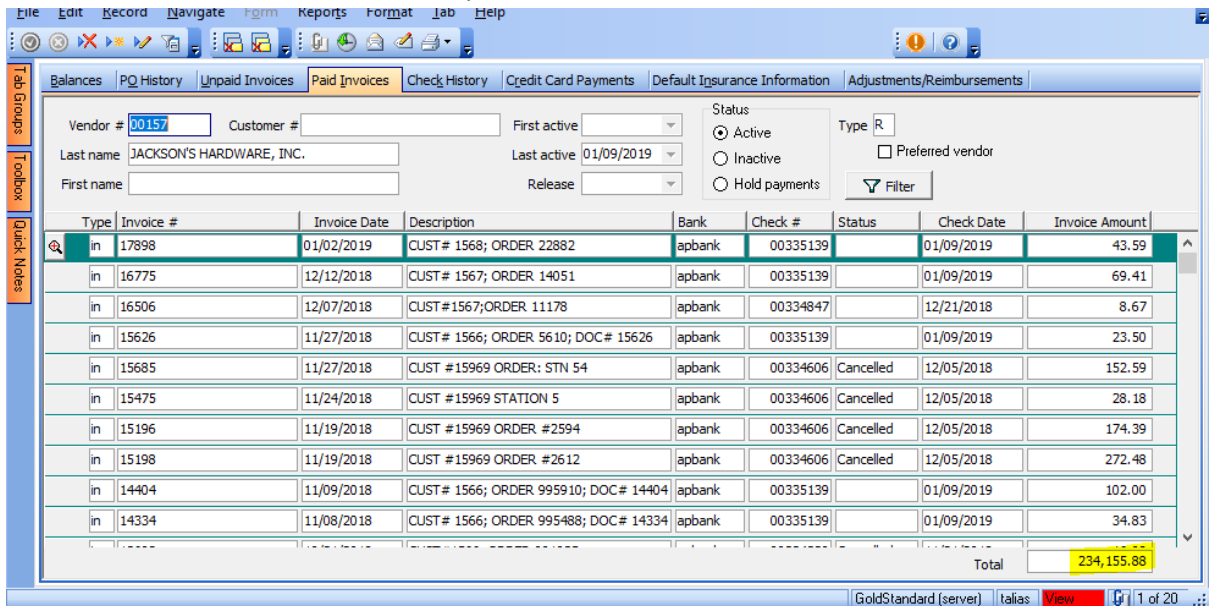 File Edit Record Navigate Form Reports Format Tab Help
Tab Groups
Toolbox
Quick Notes
Balances PO History Unpaid Invoices Paid Invoices Check History Credit Card Payments Default Insurance Information Adjustments/Reimbursements
Vendor # 00157 Customer # First active Status Active Type R
Last name JACKSON'S HARDWARE, INC. Last active 01/09/2019 Inactive Preferred vendor
First name Release Hold payments Filter
Type Invoice # Invoice Date Description Bank Check # Status Check Date Invoice Amount
in 17898 01/02/2019 CUST# 1568; ORDER 22882 apbank 00335139 01/09/2019 43.59
in 16775 12/12/2018 CUST# 1567; ORDER 14051 apbank 00335139 01/09/2019 69.41
in 16506 12/07/2018 CUST#1567;ORDER 11178 apbank 00334847 12/21/2018 8.67
in 15626 11/27/2018 CUST# 1566; ORDER 5610; DOC# 15626 apbank 00335139 01/09/2019 23.50
in 15685 11/27/2018 CUST #15969 ORDER: STN 54 apbank 00334606 Cancelled 12/05/2018 152.59
in 15475 11/24/2018 CUST #15969 STATION 5 apbank 00334606 Cancelled 12/05/2018 28.18
in 15196 11/19/2018 CUST #15969 ORDER #2594 apbank 00334606 Cancelled 12/05/2018 174.39
in 15198 11/19/2018 CUST #15969 ORDER #2612 apbank 00334606 Cancelled 12/05/2018 272.48
in 14404 11/09/2018 CUST# 1566; ORDER 995910; DOC# 14404 apbank 00335139 01/09/2019 102.00
in 14334 11/08/2018 CUST# 1566; ORDER 995488; DOC# 14334 apbank 00335139 01/09/2019 34.83
Total 234,155.88
GoldStandard (server) talias View 1 of 20